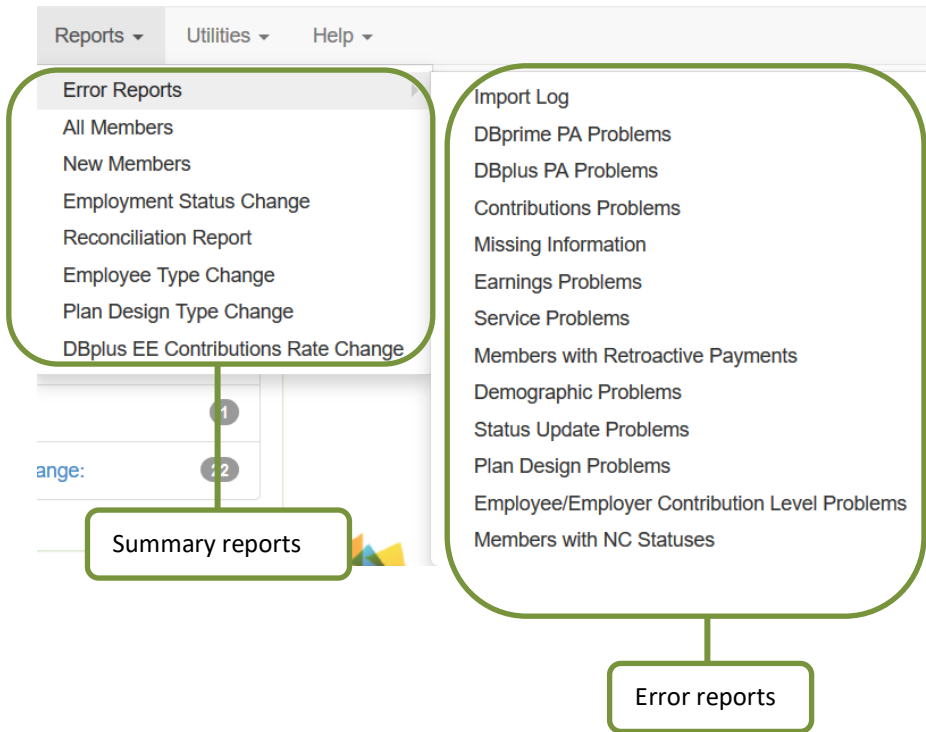 Reports Utilities Help
Error Reports
All Members
New Members
Employment Status Change
Reconciliation Report
Employee Type Change
Plan Design Type Change
DBplus EE Contributions Rate Change
1
ange: 22
Summary reports
Import Log
DBprime PA Problems
DBplus PA Problems
Contributions Problems
Missing Information
Earnings Problems
Service Problems
Members with Retroactive Payments
Demographic Problems
Status Update Problems
Plan Design Problems
Employee/Employer Contribution Level Problems
Members with NC Statuses
Error reports